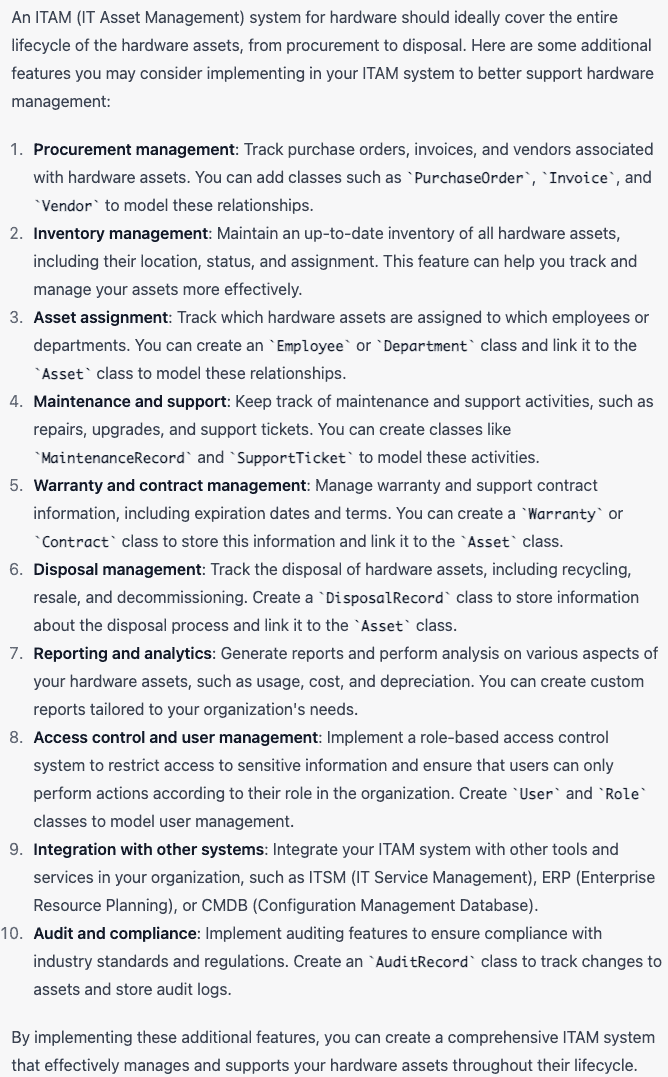 An ITAM (IT Asset Management) system for hardware should ideally cover the entire
lifecycle of the hardware assets, from procurement to disposal. Here are some additional
features you may consider implementing in your ITAM system to better support hardware
management:
1. Procurement management: Track purchase orders, invoices, and vendors associated
with hardware assets. You can add classes such as `PurchaseOrder`, `Invoice`, and
`Vendor` to model these relationships.
2. Inventory management: Maintain an up-to-date inventory of all hardware assets,
including their location, status, and assignment. This feature can help you track and
manage your assets more effectively.
3. Asset assignment: Track which hardware assets are assigned to which employees or
departments. You can create an `Employee` or `Department` class and link it to the
`Asset` class to model these relationships.
4. Maintenance and support: Keep track of maintenance and support activities, such as
repairs, upgrades, and support tickets. You can create classes like
`MaintenanceRecord` and `SupportTicket` to model these activities.
5. Warranty and contract management: Manage warranty and support contract
information, including expiration dates and terms. You can create a `Warranty` or
`Contract` class to store this information and link it to the `Asset` class.
6. Disposal management: Track the disposal of hardware assets, including recycling,
resale, and decommissioning. Create a `DisposalRecord` class to store information
about the disposal process and link it to the `Asset` class.
7. Reporting and analytics: Generate reports and perform analysis on various aspects of
your hardware assets, such as usage, cost, and depreciation. You can create custom
reports tailored to your organization's needs.
8. Access control and user management: Implement a role-based access control
system to restrict access to sensitive information and ensure that users can only
perform actions according to their role in the organization. Create `User` and `Role`
classes to model user management.
9. Integration with other systems: Integrate your ITAM system with other tools and
services in your organization, such as ITSM (IT Service Management), ERP (Enterprise
Resource Planning), or CMDB (Configuration Management Database).
10. Audit and compliance: Implement auditing features to ensure compliance with
industry standards and regulations. Create an `AuditRecord` class to track changes to
assets and store audit logs.
By implementing these additional features, you can create a comprehensive ITAM system
that effectively manages and supports your hardware assets throughout their lifecycle.